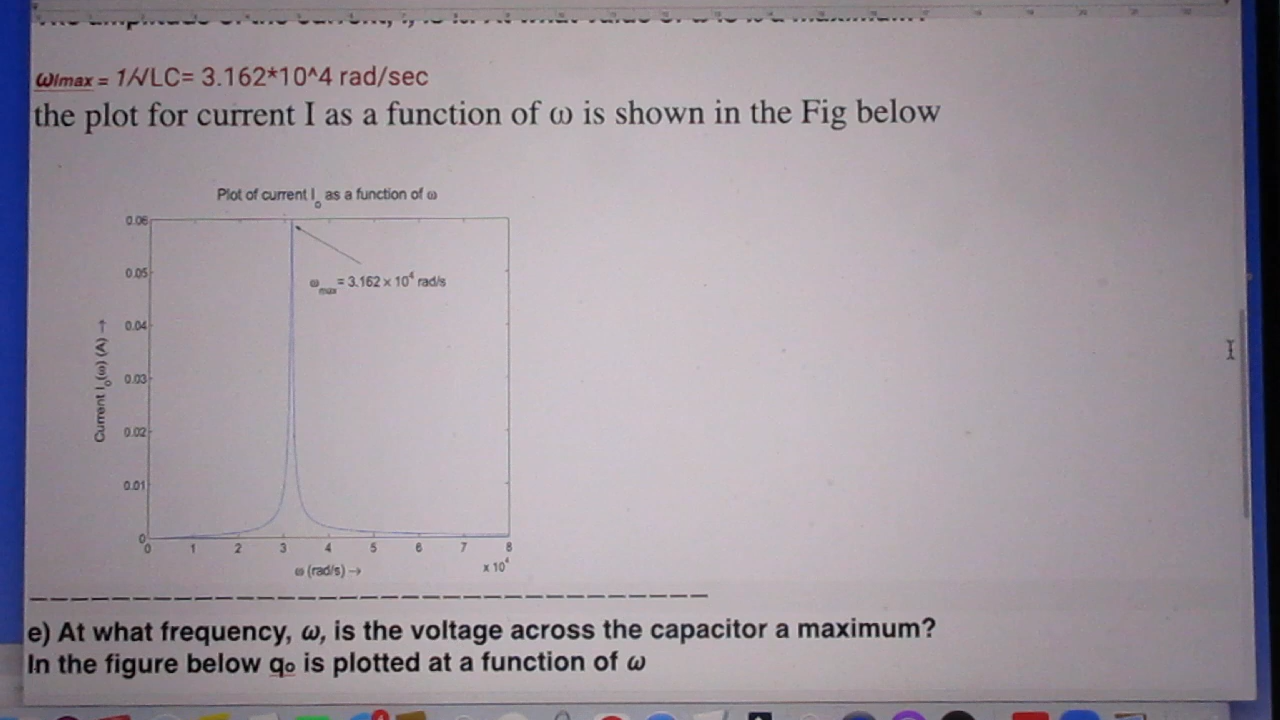 ωImax = 1/√LC= 3.162*10^4 rad/sec
the plot for current I as a function of ω is shown in the Fig below
Plot of current I₀ as a function of ω
0.06
0.05
ω max = 3.162 × 10⁴ rad/s
0.04
0.03
0.02
0.01
0
Current I₀(ω) (A) →
0 1 2 3 4 5 6 7 8
ω (rad/s) →
x 10⁴
e) At what frequency, ω, is the voltage across the capacitor a maximum?
In the figure below q₀ is plotted at a function of ω